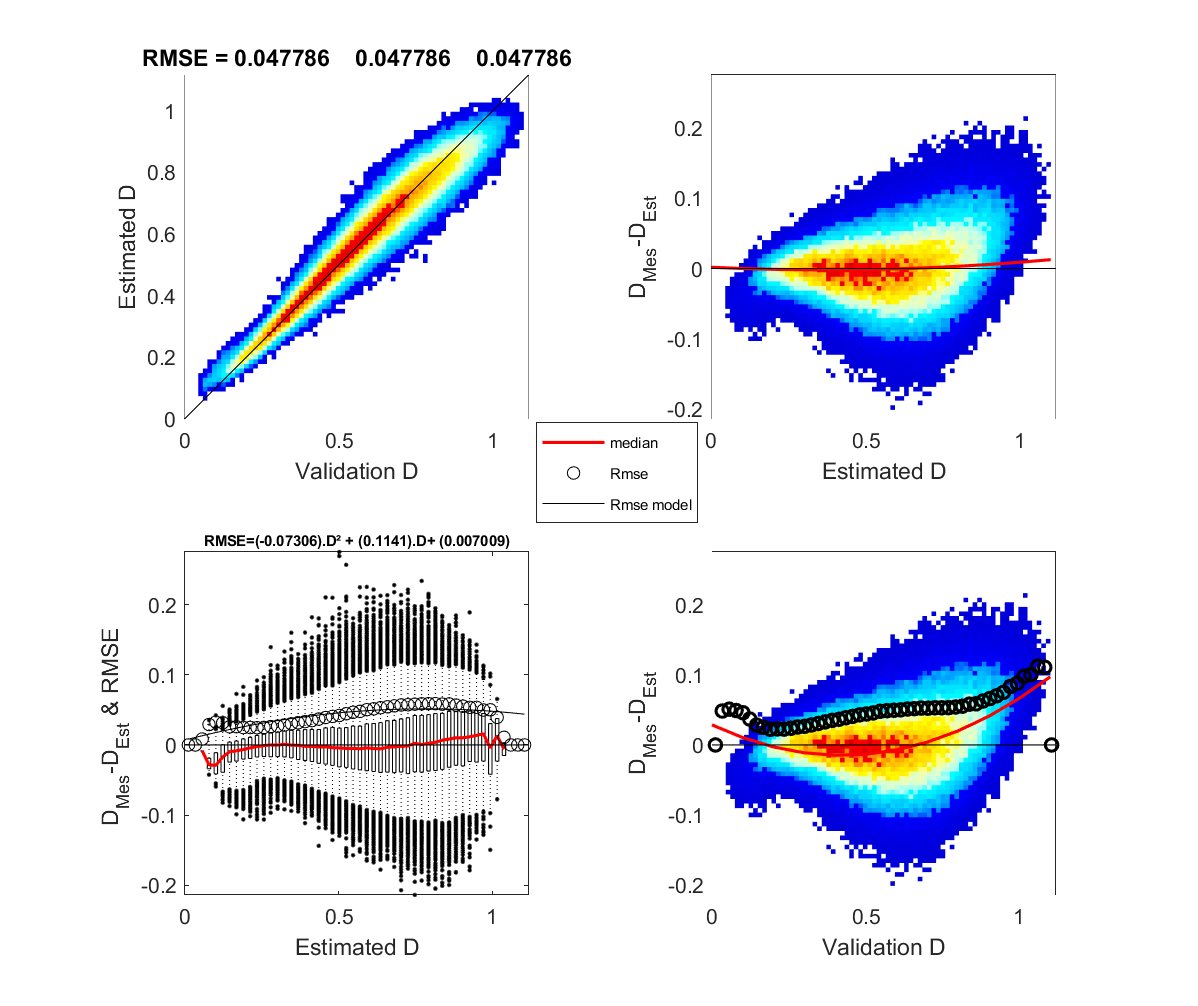 RMSE = 0.047786 0.047786 0.047786
1
0.8
0.6
0.4
0.2
0
Estimated D
0 0.5 1
Validation D
0.2
0.1
0
-0.1
-0.2
D_Mes-D_Est
0 0.5 1
Estimated D
median
Rmse
Rmse model
RMSE=(-0.07306).D² + (0.1141).D+ (0.007009)
0.2
0.1
0
-0.1
-0.2
D_Mes-D_Est & RMSE
0 0.5 1
Estimated D
0.2
0.1
0
-0.1
-0.2
D_Mes-D_Est
0 0.5 1
Validation D